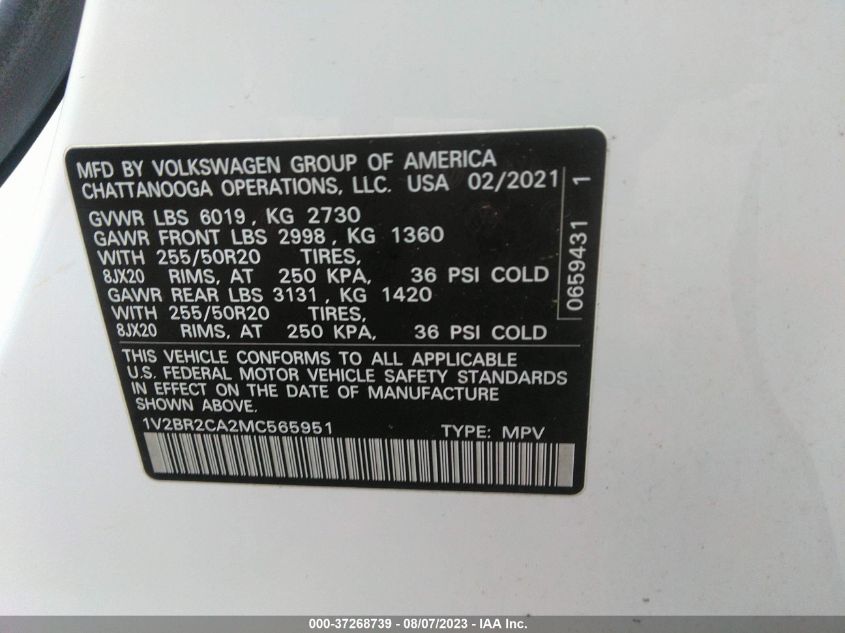 MFD BY VOLKSWAGEN GROUP OF AMERICA
CHATTANOOGA OPERATIONS, LLC. USA 02/2021
GVWR LBS 6019, KG 2730
GAWR FRONT LBS 2998, KG 1360
WITH 255/50R20 TIRES,
8JX20 RIMS, AT 250 KPA, 36 PSI COLD
GAWR REAR LBS 3131, KG 1420
WITH 255/50R20 TIRES,
8JX20 RIMS, AT 250 KPA, 36 PSI COLD
0659431 1
THIS VEHICLE CONFORMS TO ALL APPLICABLE
U.S. FEDERAL MOTOR VEHICLE SAFETY STANDARDS
IN EFFECT ON THE DATE OF MANUFACTURE
SHOWN ABOVE.
1V2BR2CA2MC565951 TYPE: MPV
000-37268739 - 08/07/2023 - IAA Inc.